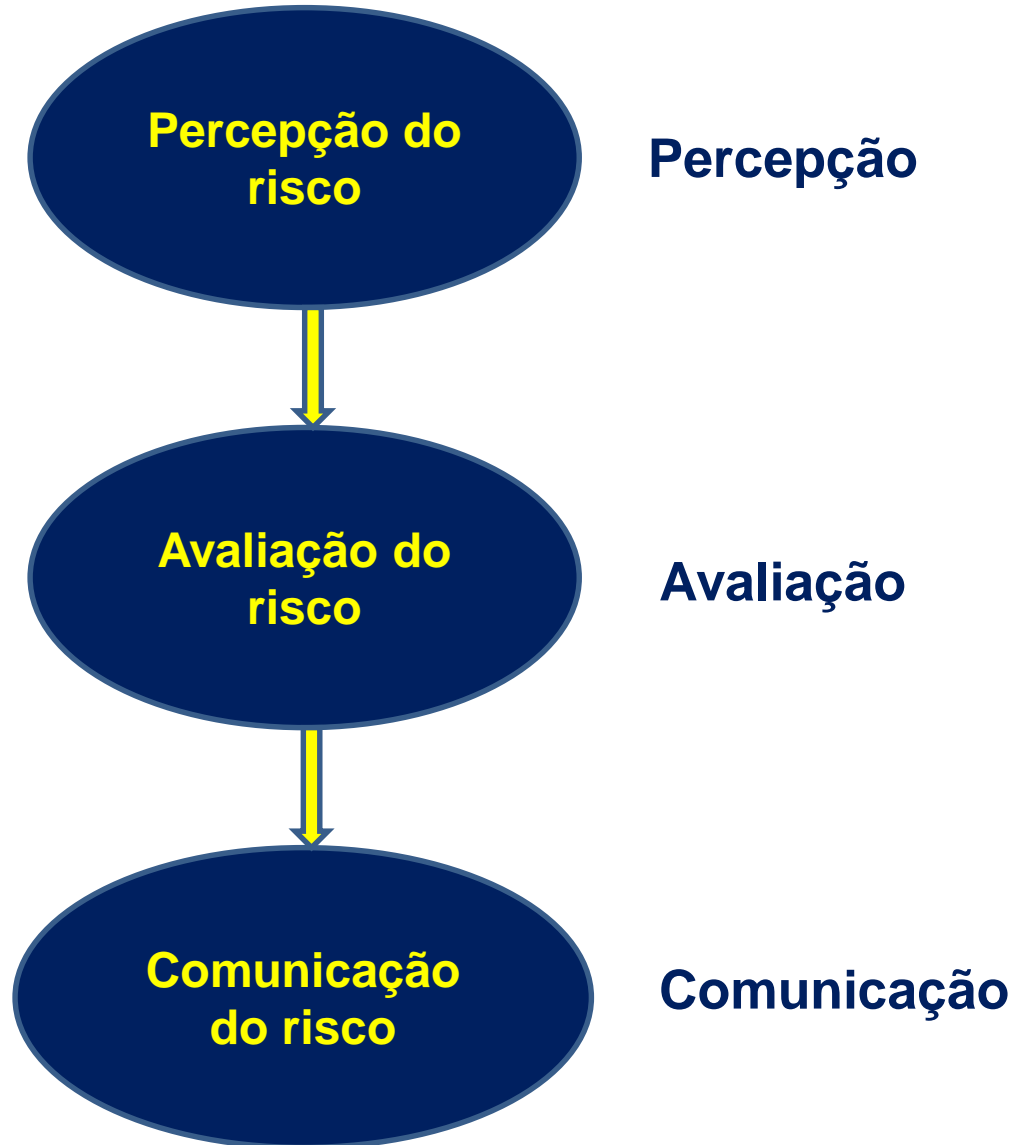 Percepção do
risco
Percepção
Avaliação do
risco
Avaliação
Comunicação
do risco
Comunicação